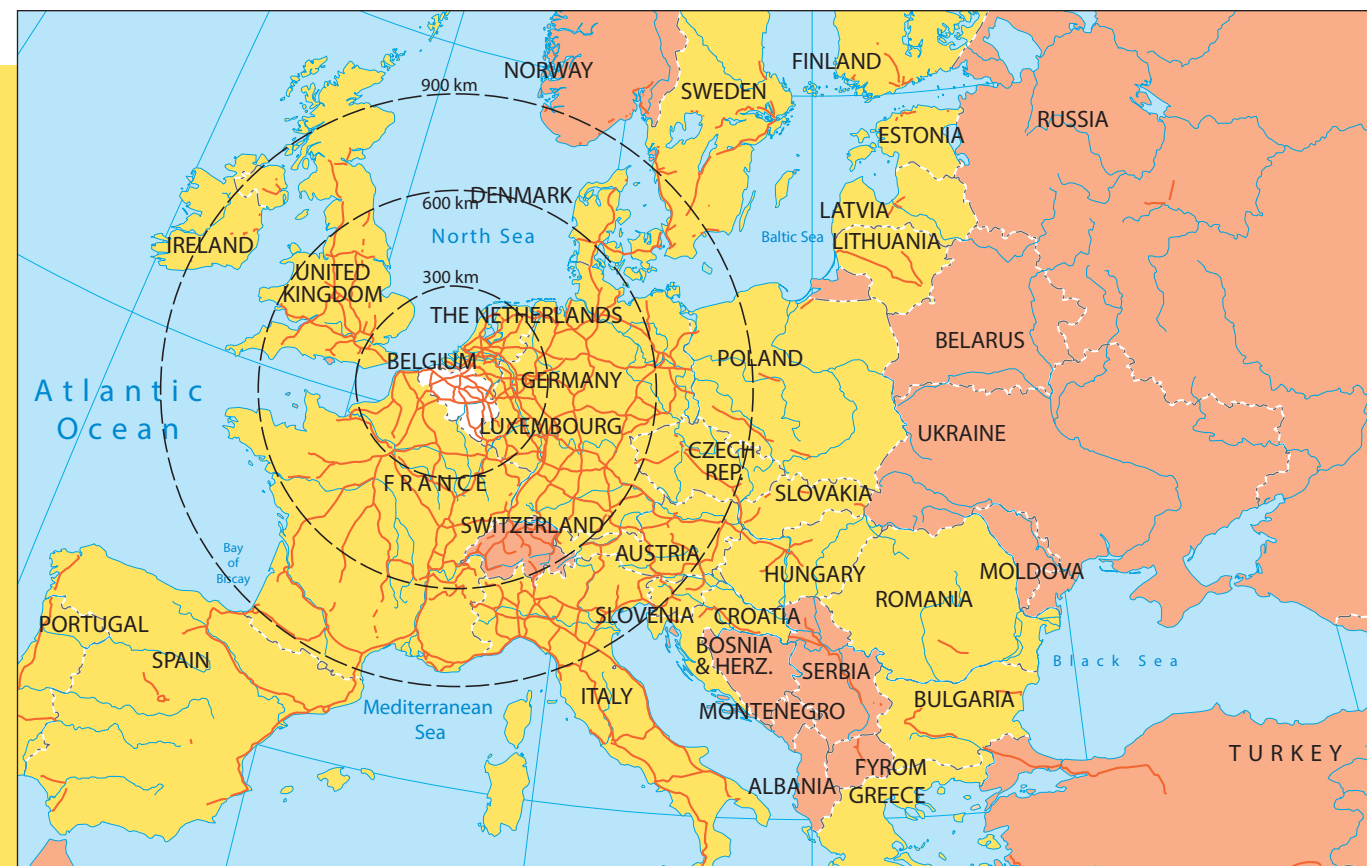 FINLAND
NORWAY
900 km
SWEDEN
RUSSIA
ESTONIA
DENMARK
600 km
LATVIA
North Sea
Baltic Sea
LITHUANIA
IRELAND
UNITED
KINGDOM
300 km
THE NETHERLANDS
BELARUS
BELGIUM
POLAND
GERMANY
Atlantic
Ocean
LUXEMBOURG
UKRAINE
CZECH
REP.
FRANCE
SLOVAKIA
SWITZERLAND
AUSTRIA
Bay
of
Biscay
HUNGARY
MOLDOVA
ROMANIA
PORTUGAL
SLOVENIA
CROATIA
SPAIN
BOSNIA
& HERZ.
SERBIA
Black Sea
ITALY
BULGARIA
Mediterranean
Sea
MONTENEGRO
TURKEY
FYROM
ALBANIA
GREECE